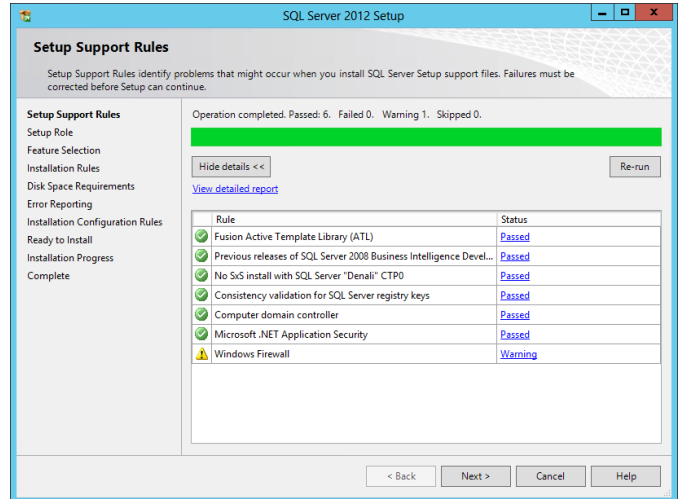 SQL Server 2012 Setup
Setup Support Rules
Setup Support Rules identify problems that might occur when you install SQL Server Setup support files. Failures must be
corrected before Setup can continue.
Setup Support Rules
Setup Role
Feature Selection
Installation Rules
Disk Space Requirements
Error Reporting
Installation Configuration Rules
Ready to Install
Installation Progress
Complete
Operation completed. Passed: 6. Failed 0. Warning 1. Skipped 0.
Hide details <<
Re-run
View detailed report
Rule Status
Fusion Active Template Library (ATL) Passed
Previous releases of SQL Server 2008 Business Intelligence Devel... Passed
No SxS install with SQL Server "Denali" CTP0 Passed
Consistency validation for SQL Server registry keys Passed
Computer domain controller Passed
Microsoft .NET Application Security Passed
Windows Firewall Warning
< Back Next > Cancel Help